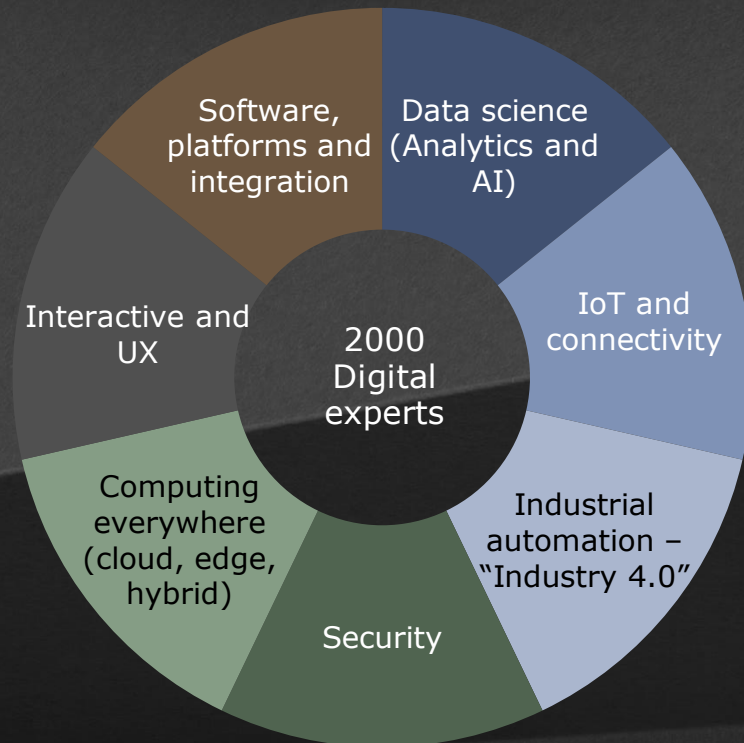 Software,
platforms and
integration
Data science
(Analytics and
AI)
IoT and
connectivity
Industrial
automation –
“Industry 4.0”
Security
Computing
everywhere
(cloud, edge,
hybrid)
Interactive and
UX
2000
Digital
experts